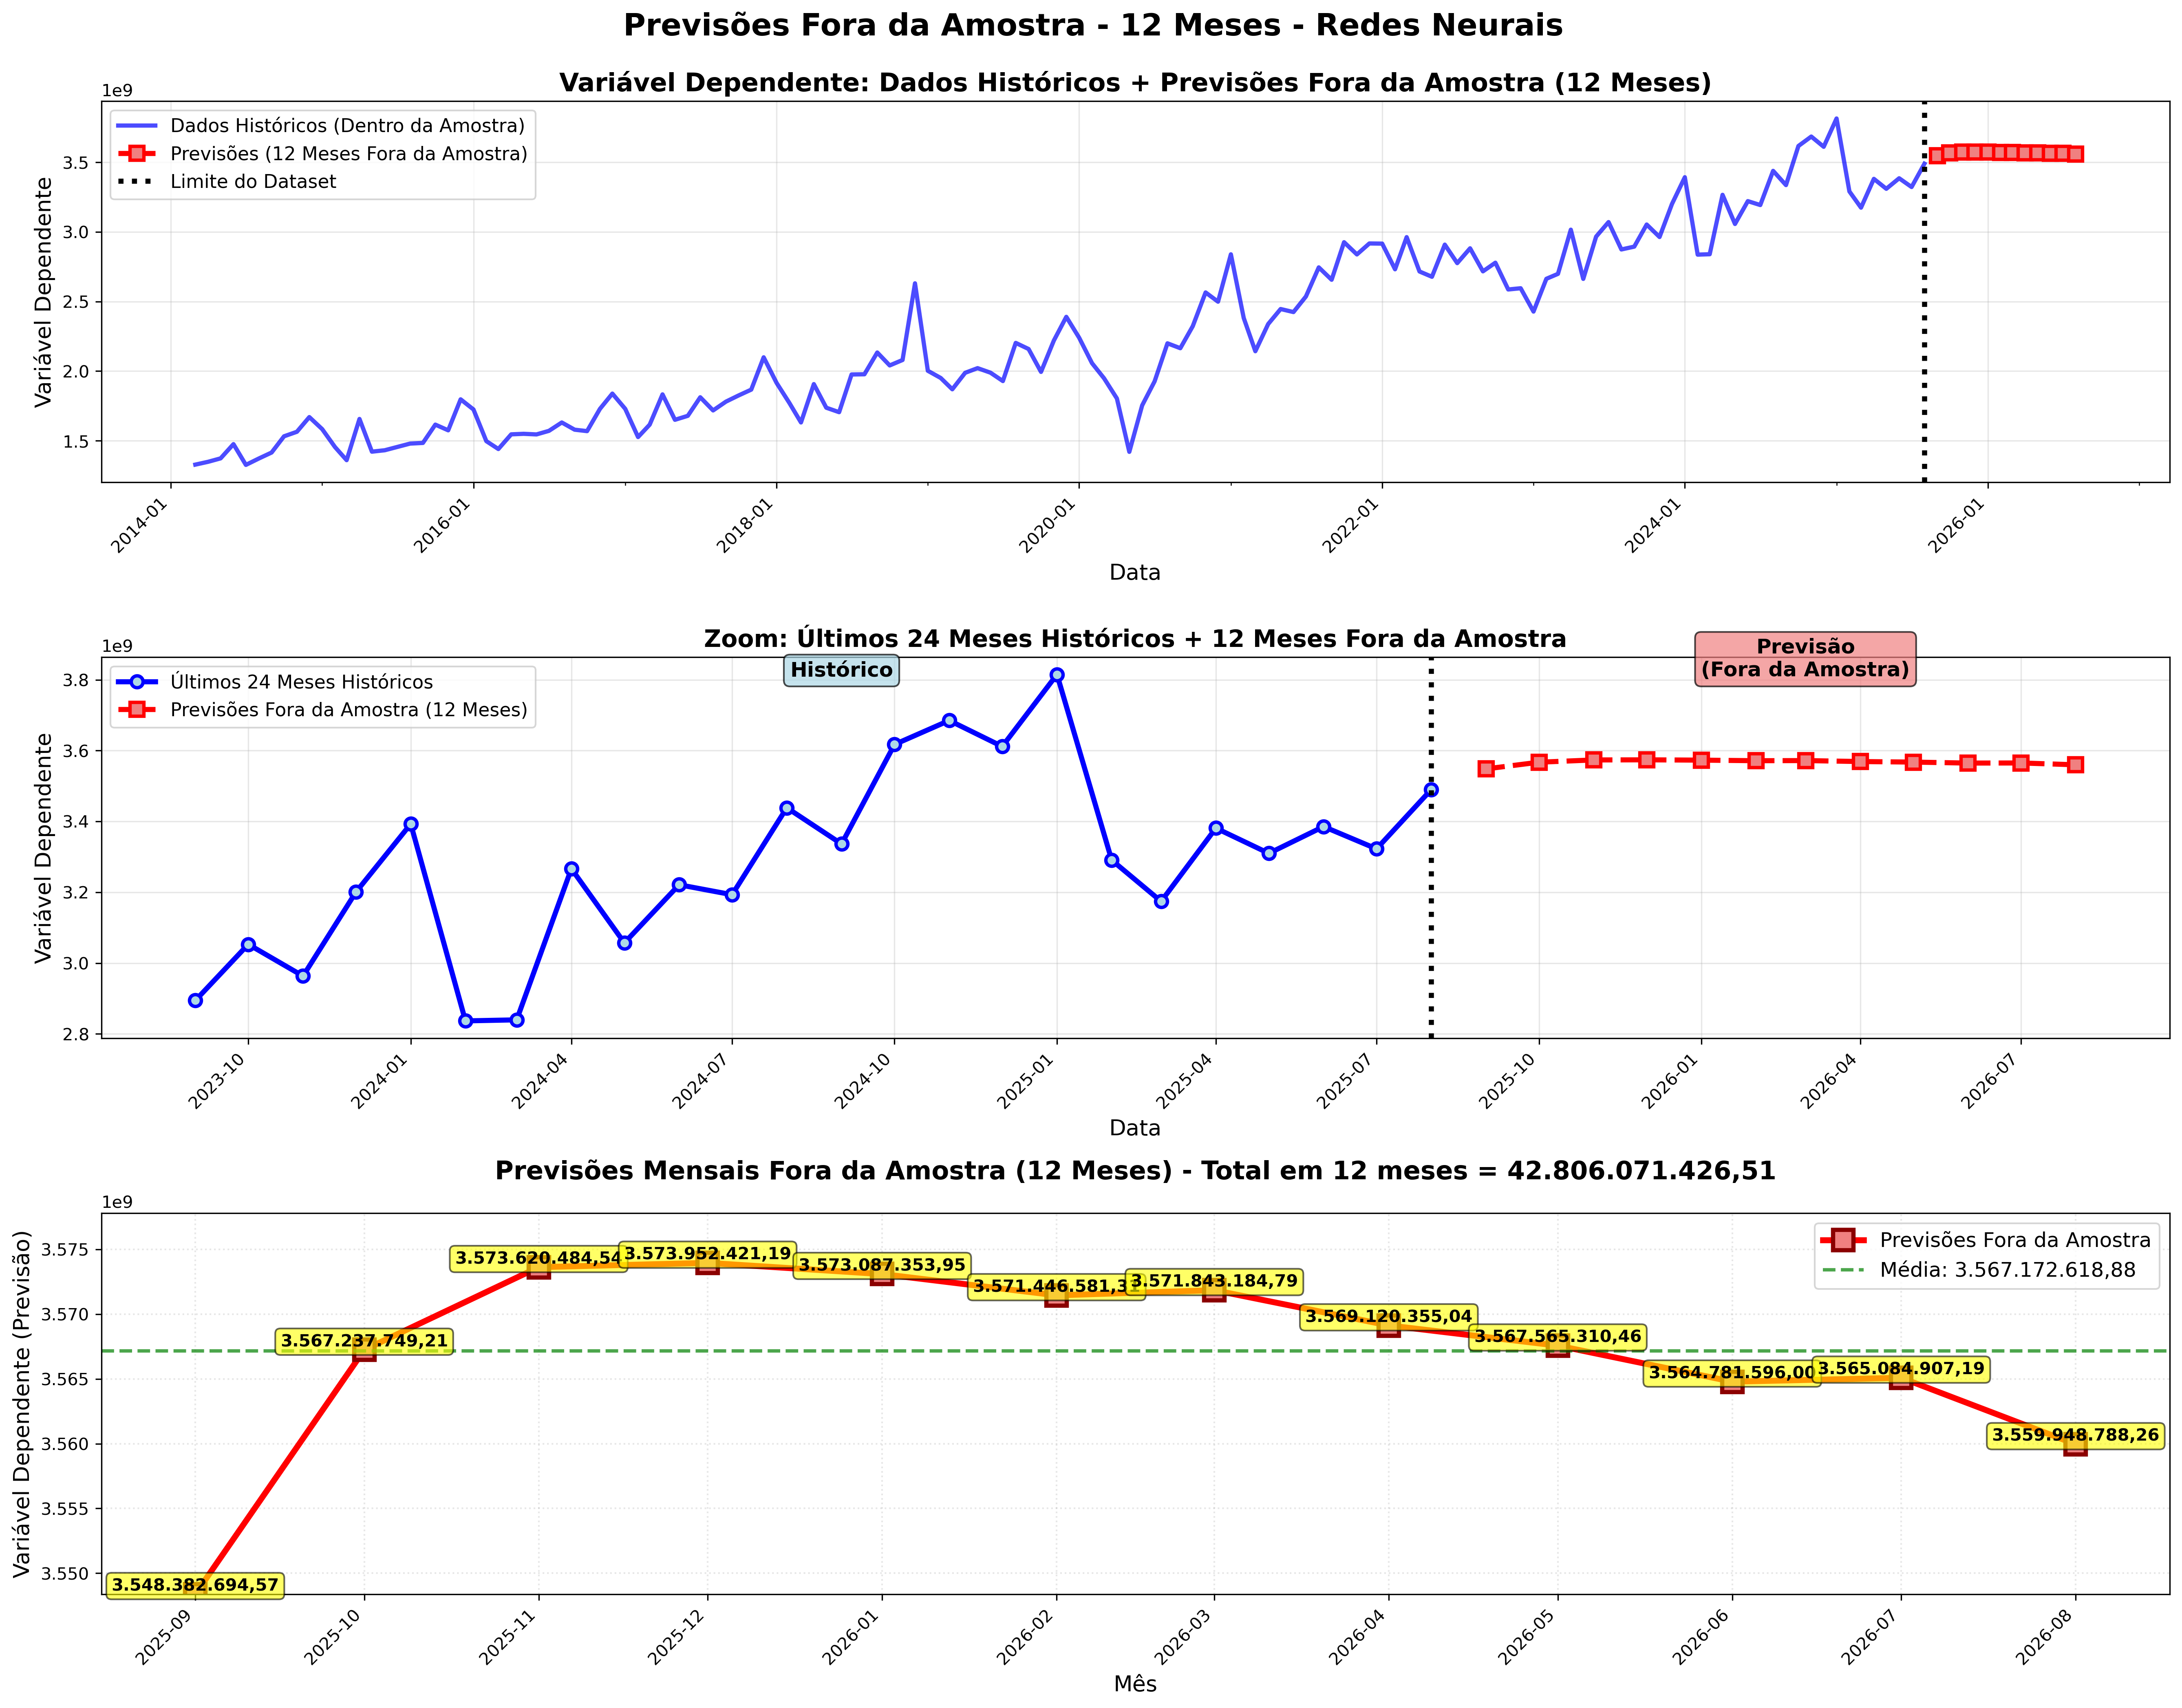 Previsões Fora da Amostra - 12 Meses - Redes Neurais
Variável Dependente: Dados Históricos + Previsões Fora da Amostra (12 Meses)
1e9
Dados Históricos (Dentro da Amostra)
Previsões (12 Meses Fora da Amostra)
Limite do Dataset
Variável Dependente
3.5
3.0
2.5
2.0
1.5
2014-01
2016-01
2018-01
2020-01
2022-01
2024-01
2026-01
Data
Zoom: Últimos 24 Meses Históricos + 12 Meses Fora da Amostra
1e9
Últimos 24 Meses Históricos
Previsões Fora da Amostra (12 Meses)
Histórico
Previsão
(Fora da Amostra)
Variável Dependente
3.8
3.6
3.4
3.2
3.0
2.8
2023-10
2024-01
2024-04
2024-07
2024-10
2025-01
2025-04
2025-07
2025-10
2026-01
2026-04
2026-07
Data
Previsões Mensais Fora da Amostra (12 Meses) - Total em 12 meses = 42.806.071.426,51
1e9
Previsões Fora da Amostra
Média: 3.567.172.618,88
Variável Dependente (Previsão)
3.575
3.570
3.565
3.560
3.555
3.550
3.548.382.694,57
3.567.237.749,21
3.573.620.484,54
3.573.952.421,19
3.573.087.353,95
3.571.843.184,79
3.569.120.355,04
3.567.565.310,46
3.564.781.596,00
3.565.084.907,19
3.559.948.788,26
2025-09
2025-10
2025-11
2025-12
2026-01
2026-02
2026-03
2026-04
2026-05
2026-06
2026-07
2026-08
Mês